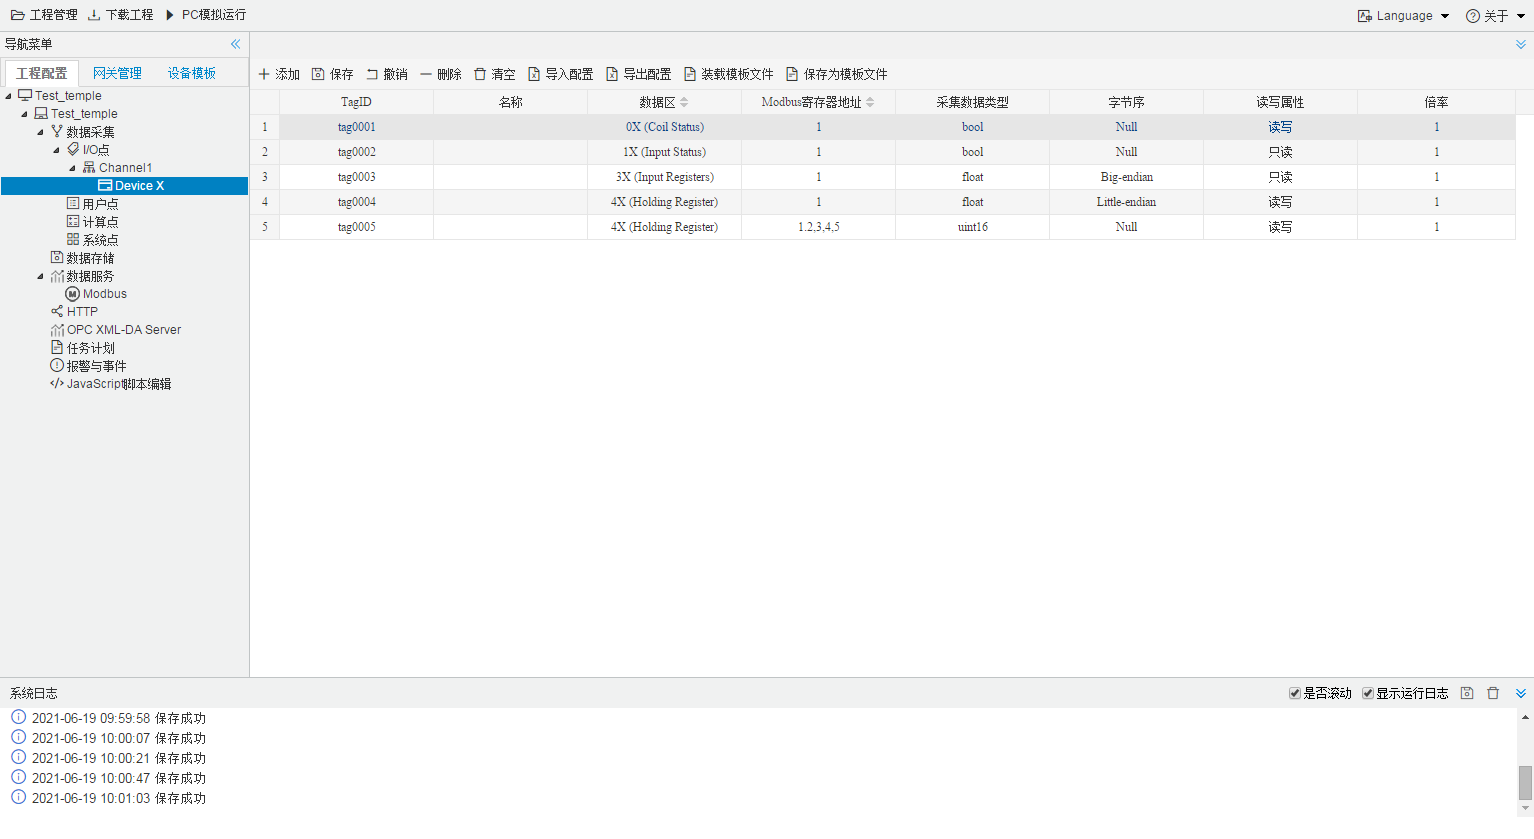 工程管理 下载工程 PC模拟运行 Language 关于
导航菜单
工程配置 网关管理 设备模板
添加 保存 撤销 删除 清空 导入配置 导出配置 装载模板文件 保存为模板文件
Test_temple
Test_temple
数据采集
I/O点
Channel1
Device X
用户点
计算点
系统点
数据存储
数据服务
Modbus
HTTP
OPC XML-DA Server
任务计划
报警与事件
JavaScript脚本编辑
TagID 名称 数据区 Modbus寄存器地址 采集数据类型 字节序 读写属性 倍率
1 tag0001 0X (Coil Status) 1 bool Null 读写 1
2 tag0002 1X (Input Status) 1 bool Null 只读 1
3 tag0003 3X (Input Registers) 1 float Big-endian 只读 1
4 tag0004 4X (Holding Register) 1 float Little-endian 读写 1
5 tag0005 4X (Holding Register) 1.2,3,4,5 uint16 Null 读写 1
系统日志 是否滚动 显示运行日志
2021-06-19 09:59:58 保存成功
2021-06-19 10:00:07 保存成功
2021-06-19 10:00:21 保存成功
2021-06-19 10:00:47 保存成功
2021-06-19 10:01:03 保存成功